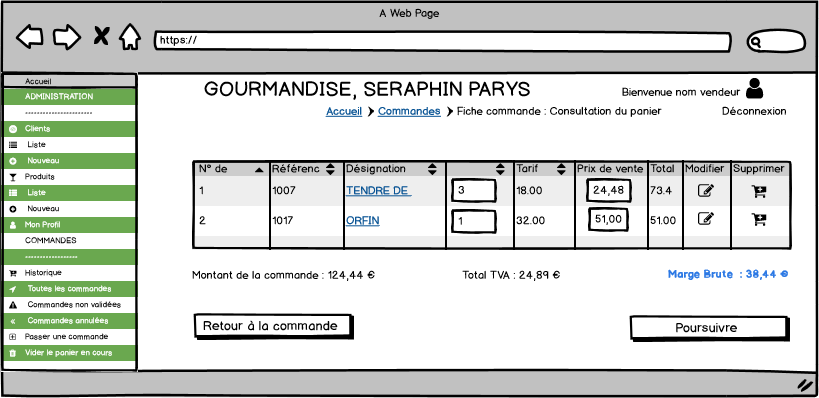 A Web Page
https://
Accueil
ADMINISTRATION
-----------------------
Clients
Liste
Nouveau
Produits
Liste
Nouveau
Mon Profil
COMMANDES
------------------
Historique
Toutes les commandes
Commandes non validées
Commandes annulées
Passer une commande
Vider le panier en cours
GOURMANDISE, SERAPHIN PARYS
Bienvenue nom vendeur
Accueil Commandes Fiche commande : Consultation du panier
Déconnexion
N° de Référenc Désignation Tarif Prix de vente Total Modifier Supprimer
1 1007 TENDRE DE 3 18.00 24,48 73.4
2 1017 ORFIN 1 32.00 51,00 51.00
Montant de la commande : 124,44 € Total TVA : 24,89 € Marge Brute : 38,44 €
Retour à la commande Poursuivre